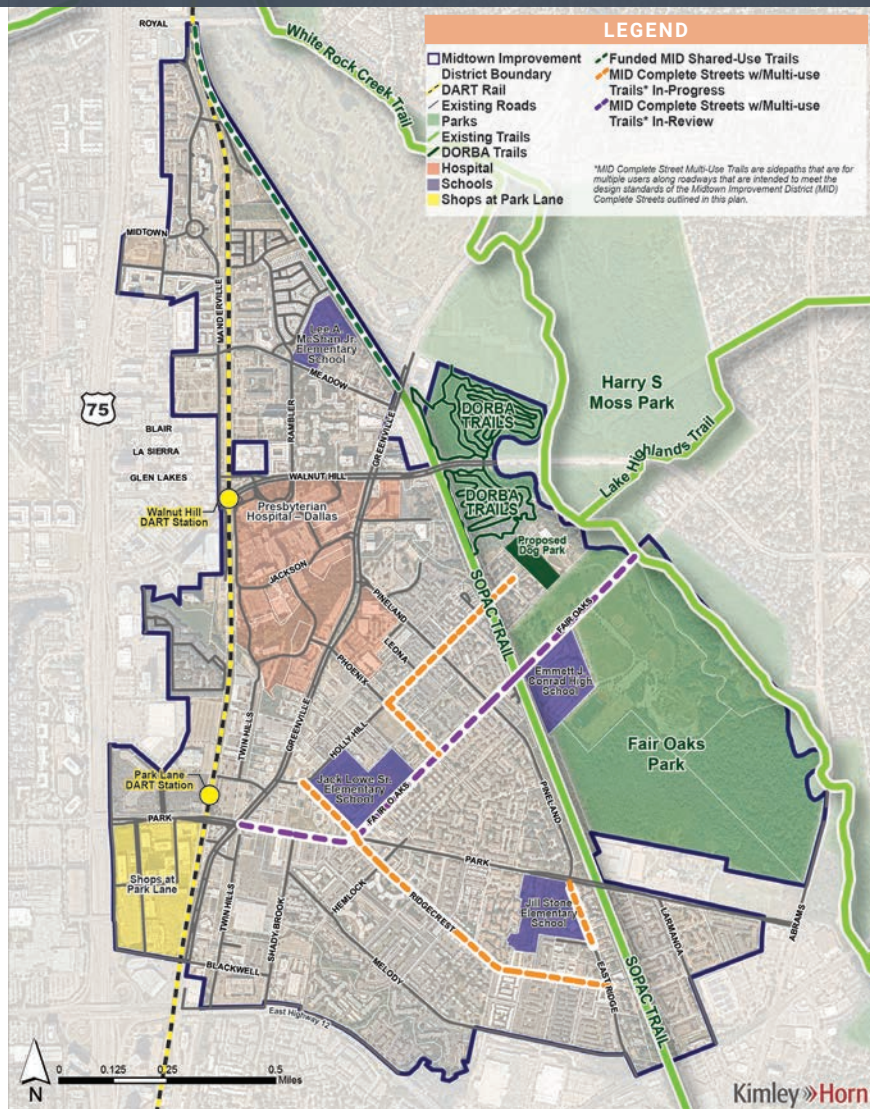 LEGEND
Midtown Improvement
District Boundary
DART Rail
Existing Roads
Parks
Existing Trails
DORBA Trails
Hospital
Schools
Shops at Park Lane
Funded MID Shared-Use Trails
MID Complete Streets w/Multi-use
Trails* In-Progress
MID Complete Streets w/Multi-use
Trails* In-Review
*MID Complete Street Multi-Use Trails are sidepaths that are for
multiple users along roadways that are intended to meet the
design standards of the Midtown Improvement District (MID)
Complete Streets outlined in this plan.
ROYAL
White Rock Creek Trail
MIDTOWN
MANDERVILLE
Lee A.
McShan Jr.
Elementary
School
MEADOW
Harry S
Moss Park
75
RAMBLER
GREENVILLE
DORBA
TRAILS
Lake Highlands Trail
BLAIR
LA SIERRA
GLEN LAKES
WALNUT HILL
Walnut Hill
DART Station
Presbyterian
Hospital – Dallas
DORBA
TRAILS
Proposed
Dog Park
JACKSON
PINELAND
SOPAC TRAIL
FAIR OAKS
LEONA
PHOENIX
Emmett J.
Conrad High
School
TWIN HILLS
GREENVILLE
HOLLY HILL
Fair Oaks
Park
Park Lane
DART Station
Jack Lowe Sr.
Elementary
School
FAIR OAKS
PINELAND
PARK
PARK
Shops at
Park Lane
TWIN HILLS
SHADY BROOK
HEMLOCK
RIDGECREST
Jill Stone
Elementary
School
LARMANDA
ABRAMS
BLACKWELL
MELODY
EAST RIDGE
SOPAC TRAIL
East Highway 12
N
0 0.125 0.25 0.5
Miles
Kimley»Horn